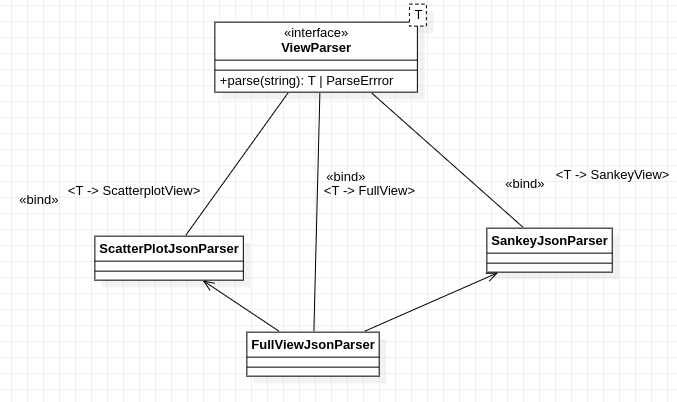 T
«interface»
ViewParser
+parse(string): T | ParseErrror
«bind»
<T -> ScatterplotView>
«bind»
<T -> FullView>
«bind»
<T -> SankeyView>
ScatterPlotJsonParser
SankeyJsonParser
FullViewJsonParser